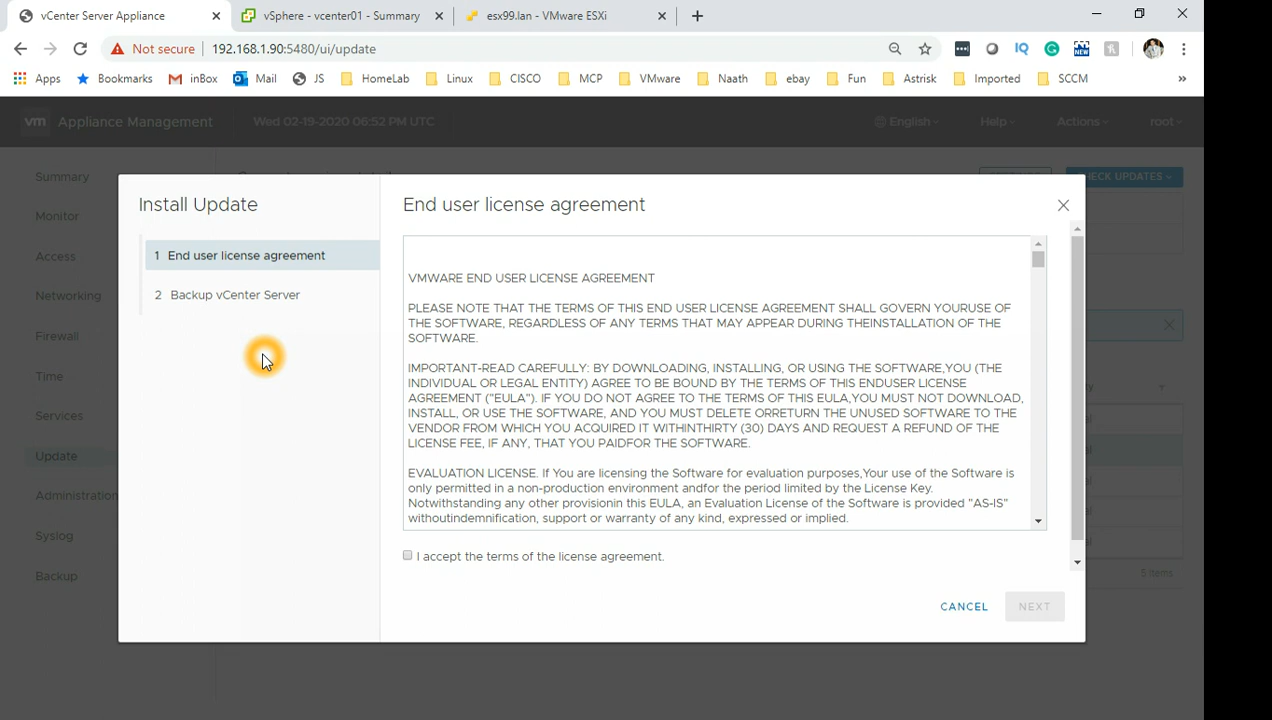 vCenter Server Appliance
vSphere - vcenter01 - Summary
esx99.lan - VMware ESXi
Not secure
192.168.1.90:5480/ui/update
IQ
NEW
Apps
Bookmarks
inBox
Mail
JS
HomeLab
Linux
CISCO
MCP
VMware
Naath
ebay
Fun
Astrisk
Imported
SCCM
»
vm
Appliance Management
Wed 02-19-2020 06:52 PM UTC
English
Help
Actions
root
Summary
Monitor
Access
Networking
Firewall
Time
Services
Update
Administration
Syslog
Backup
CHECK UPDATES
5 items
Install Update
1 End user license agreement
2 Backup vCenter Server
End user license agreement
VMWARE END USER LICENSE AGREEMENT
PLEASE NOTE THAT THE TERMS OF THIS END USER LICENSE AGREEMENT SHALL GOVERN YOURUSE OF
THE SOFTWARE, REGARDLESS OF ANY TERMS THAT MAY APPEAR DURING THEINSTALLATION OF THE
SOFTWARE.
IMPORTANT-READ CAREFULLY: BY DOWNLOADING, INSTALLING, OR USING THE SOFTWARE,YOU (THE
INDIVIDUAL OR LEGAL ENTITY) AGREE TO BE BOUND BY THE TERMS OF THIS ENDUSER LICENSE
AGREEMENT ("EULA"). IF YOU DO NOT AGREE TO THE TERMS OF THIS EULA,YOU MUST NOT DOWNLOAD,
INSTALL, OR USE THE SOFTWARE, AND YOU MUST DELETE ORRETURN THE UNUSED SOFTWARE TO THE
VENDOR FROM WHICH YOU ACQUIRED IT WITHINTHIRTY (30) DAYS AND REQUEST A REFUND OF THE
LICENSE FEE, IF ANY, THAT YOU PAIDFOR THE SOFTWARE.
EVALUATION LICENSE. If You are licensing the Software for evaluation purposes,Your use of the Software is
only permitted in a non-production environment andfor the period limited by the License Key.
Notwithstanding any other provisionin this EULA, an Evaluation License of the Software is provided "AS-IS"
withoutindemnification, support or warranty of any kind, expressed or implied.
I accept the terms of the license agreement.
CANCEL
NEXT